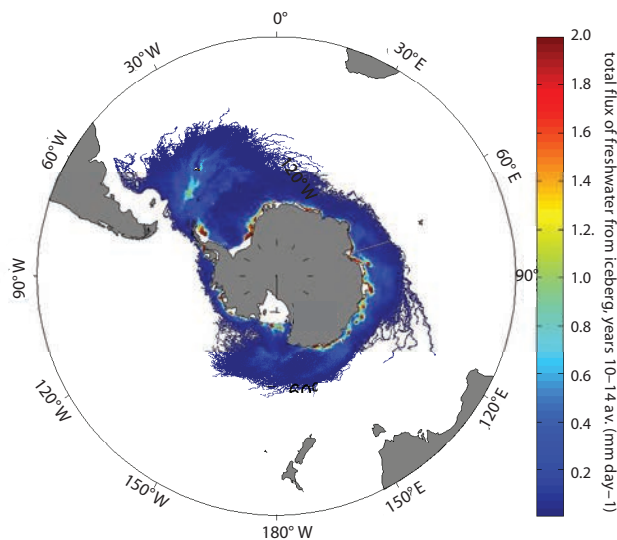 0°
30°W
30°E
60°W
60°E
120°W
90°W
90°
120°W
120°E
150°W
150°E
180°W
2.0
1.8
1.6
1.4
1.2.
1.0
0.8
0.6
0.4
0.2
total flux of freshwater from iceberg, years 10–14 av. (mm day–1)